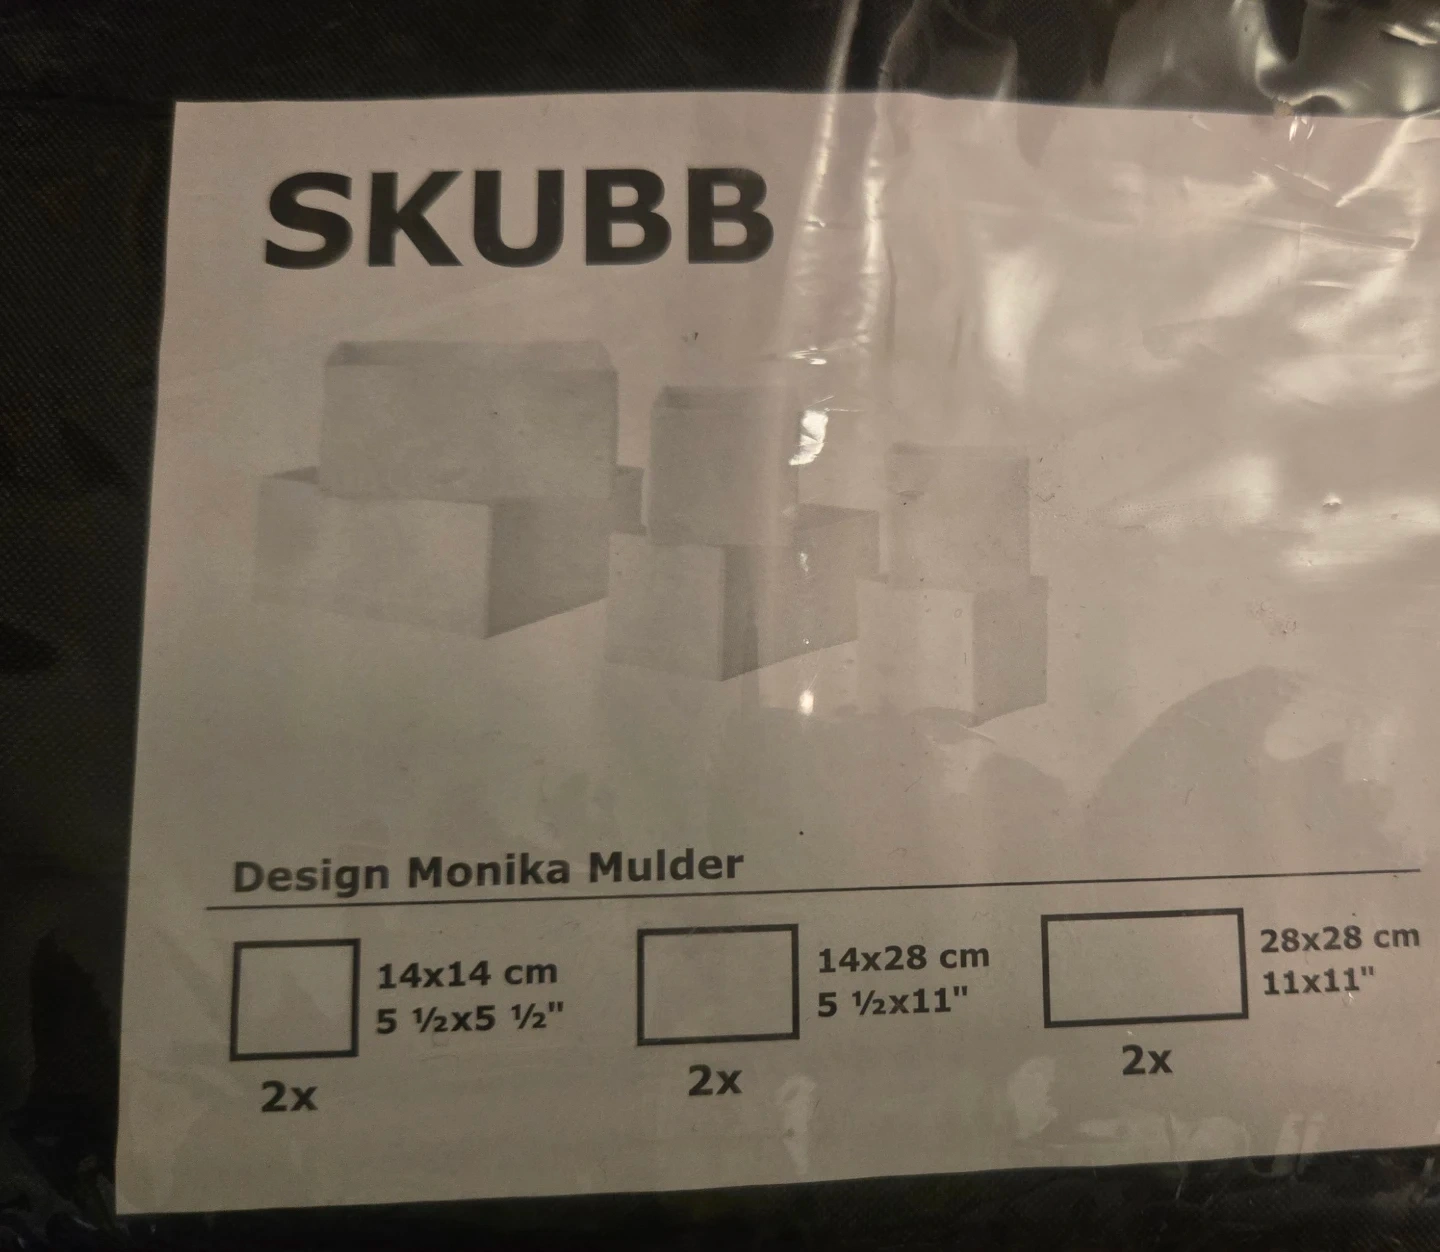 SKUBB
Design Monika Mulder
14x14 cm
5 ½x5 ½"
2x
14x28 cm
5 ½x11"
2x
28x28 cm
11x11"
2x